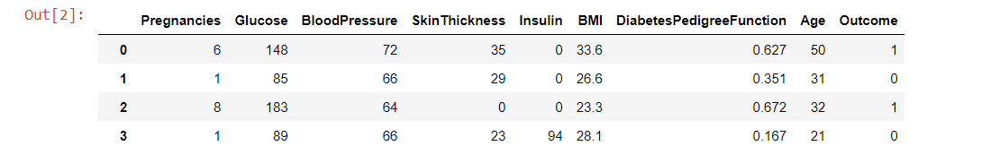 Out[2]:
Pregnancies Glucose BloodPressure SkinThickness Insulin BMI DiabetesPedigreeFunction Age Outcome
0 6 148 72 35 0 33.6 0.627 50 1
1 1 85 66 29 0 26.6 0.351 31 0
2 8 183 64 0 0 23.3 0.672 32 1
3 1 89 66 23 94 28.1 0.167 21 0